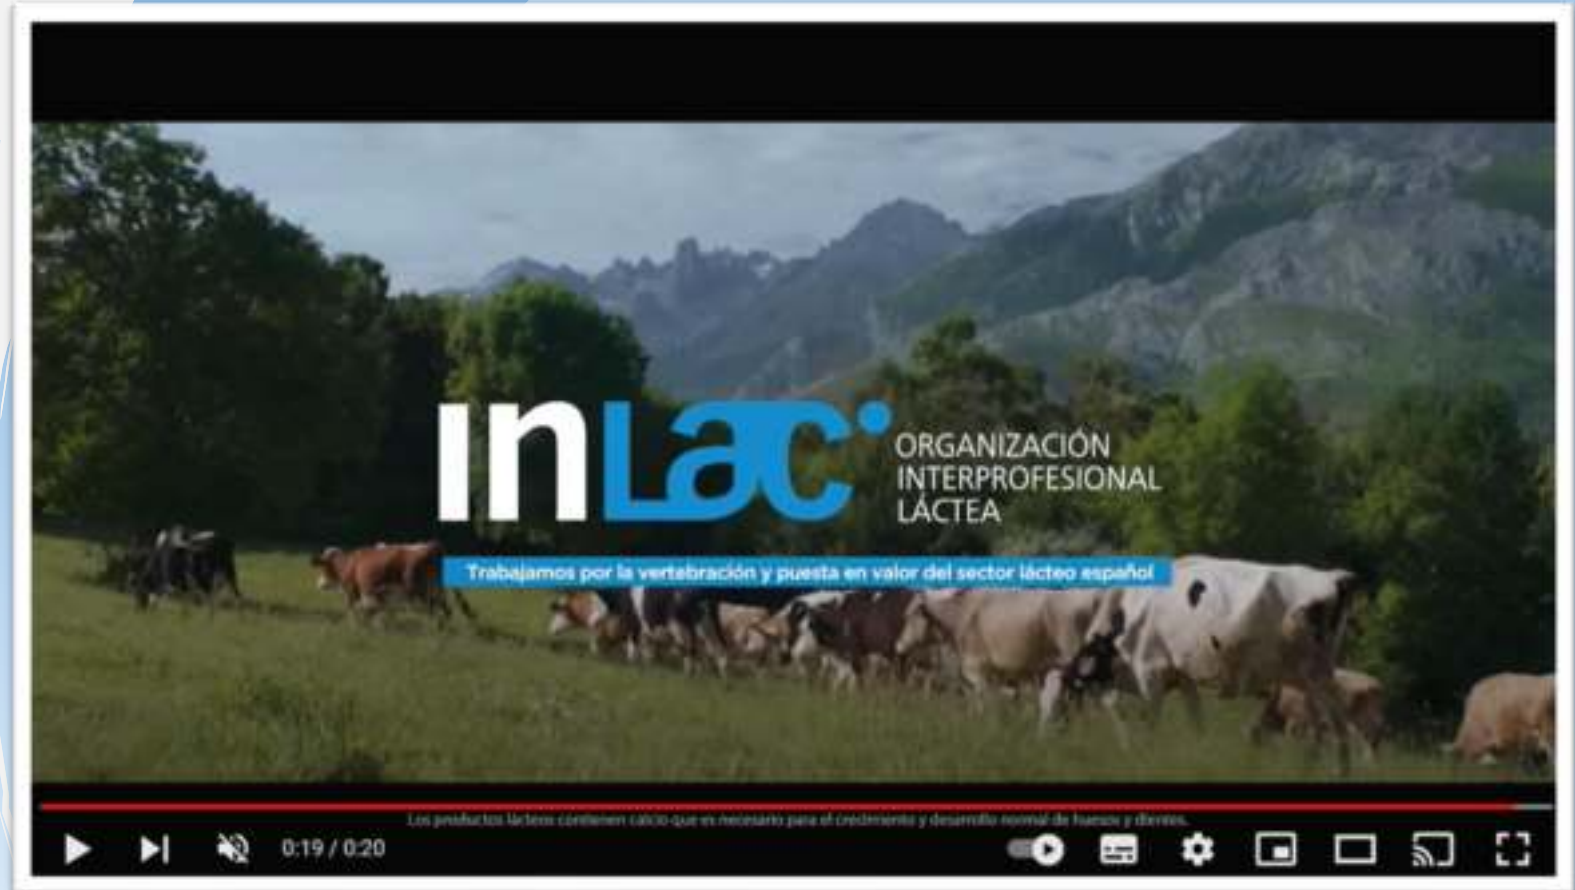 inLac
ORGANIZACIÓN
INTERPROFESIONAL
LÁCTEA
Trabajamos por la vertebración y puesta en valor del sector lácteo español
Los productos lácteos contienen calcio que es necesario para el crecimiento y desarrollo normal de huesos y dientes.
0:19 / 0:20